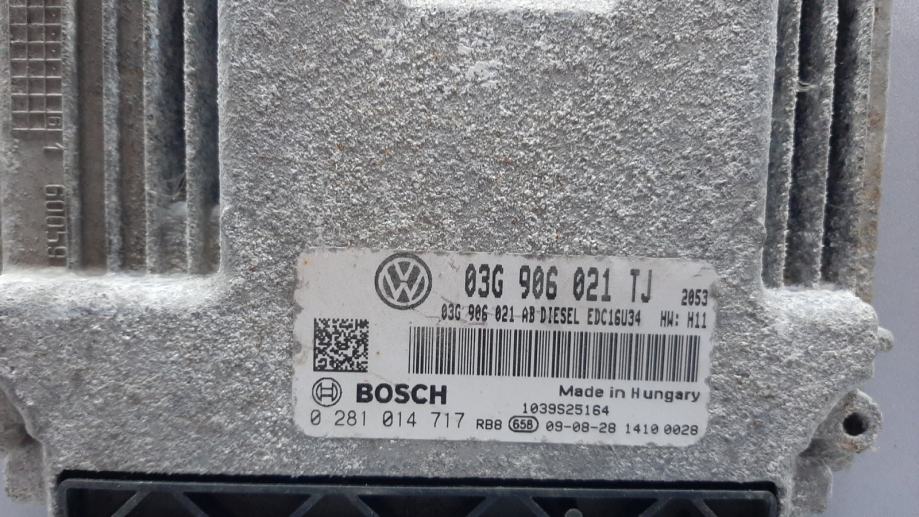 03G 906 021 TJ 2053
03G 906 021 AB DIESEL EDC16U34 HW: H11
BOSCH Made in Hungary
1039S25164
0 281 014 717 RB8 658 09-08-28 1410 0028